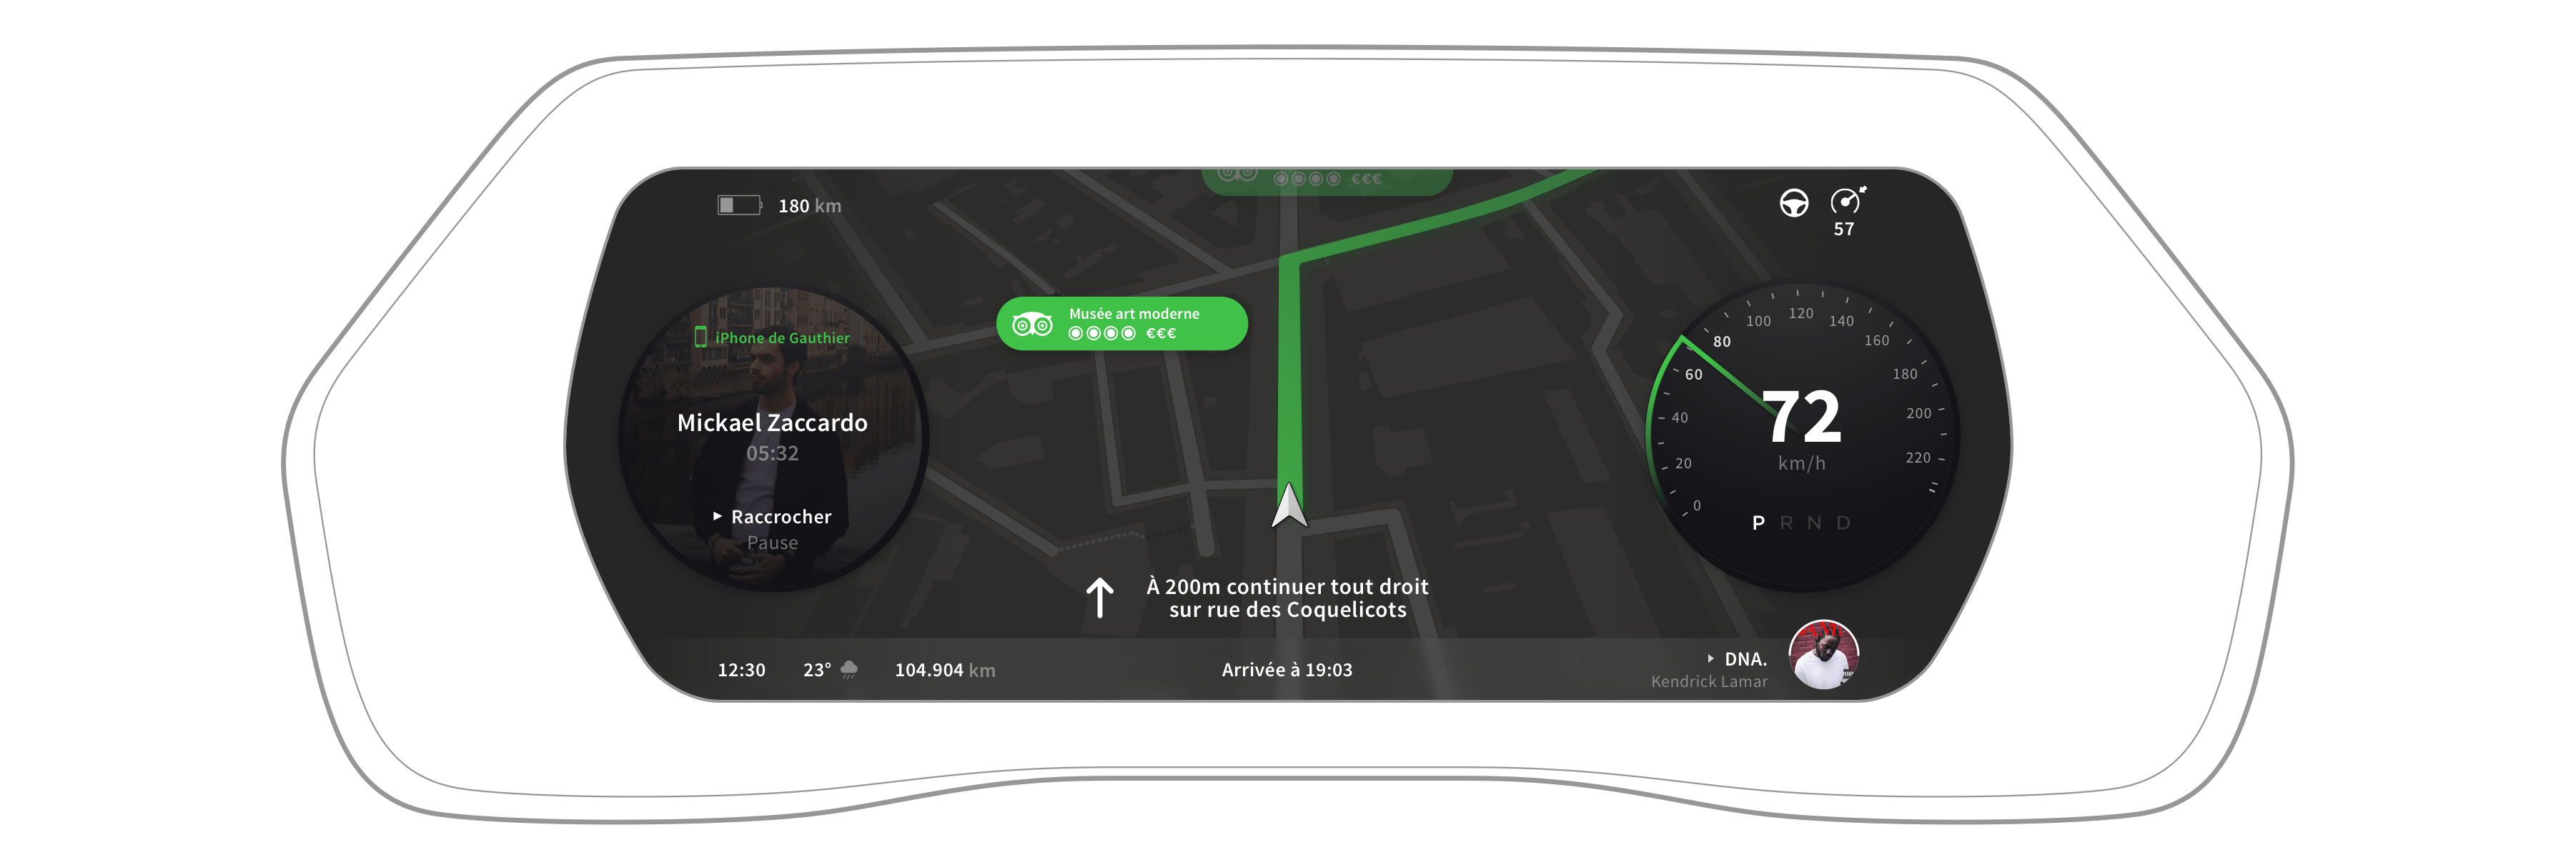 €€€
180 km
57
Musée art moderne
€€€
iPhone de Gauthier
Mickael Zaccardo
05:32
Raccrocher
Pause
0
20
40
60
80
100
120
140
160
180
200
220
72
km/h
P R N D
À 200m continuer tout droit
sur rue des Coquelicots
12:30
23°
104.904 km
Arrivée à 19:03
DNA.
Kendrick Lamar